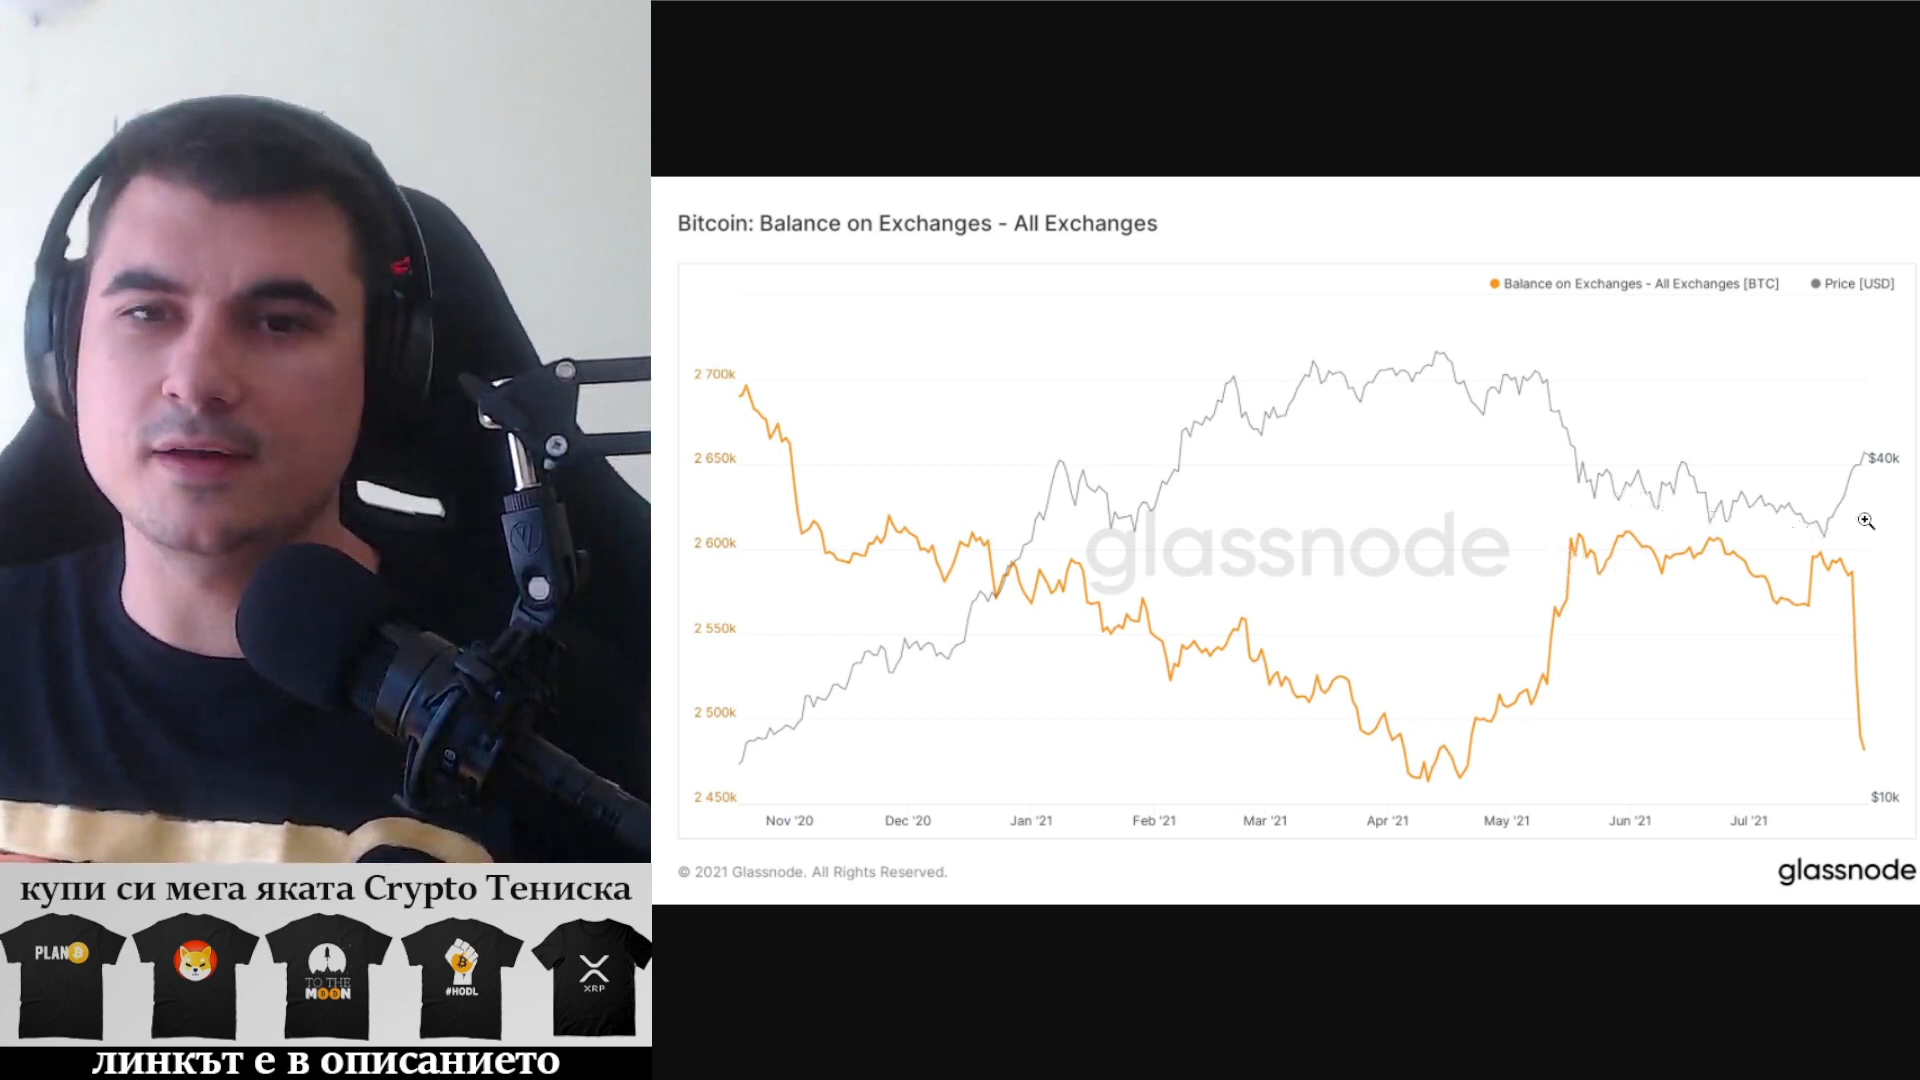 Bitcoin: Balance on Exchanges - All Exchanges
Balance on Exchanges - All Exchanges [BTC] Price [USD]
2 700k
2 650k
$40k
2 600k
glassnode
2 550k
2 500k
2 450k
$10k
Nov '20 Dec '20 Jan '21 Feb '21 Mar '21 Apr '21 May '21 Jun '21 Jul '21
© 2021 Glassnode. All Rights Reserved.
glassnode
купи си мега яката Crypto Тениска
PLAN B
TO THE
MOON
#HODL
XRP
линкът е в описанието